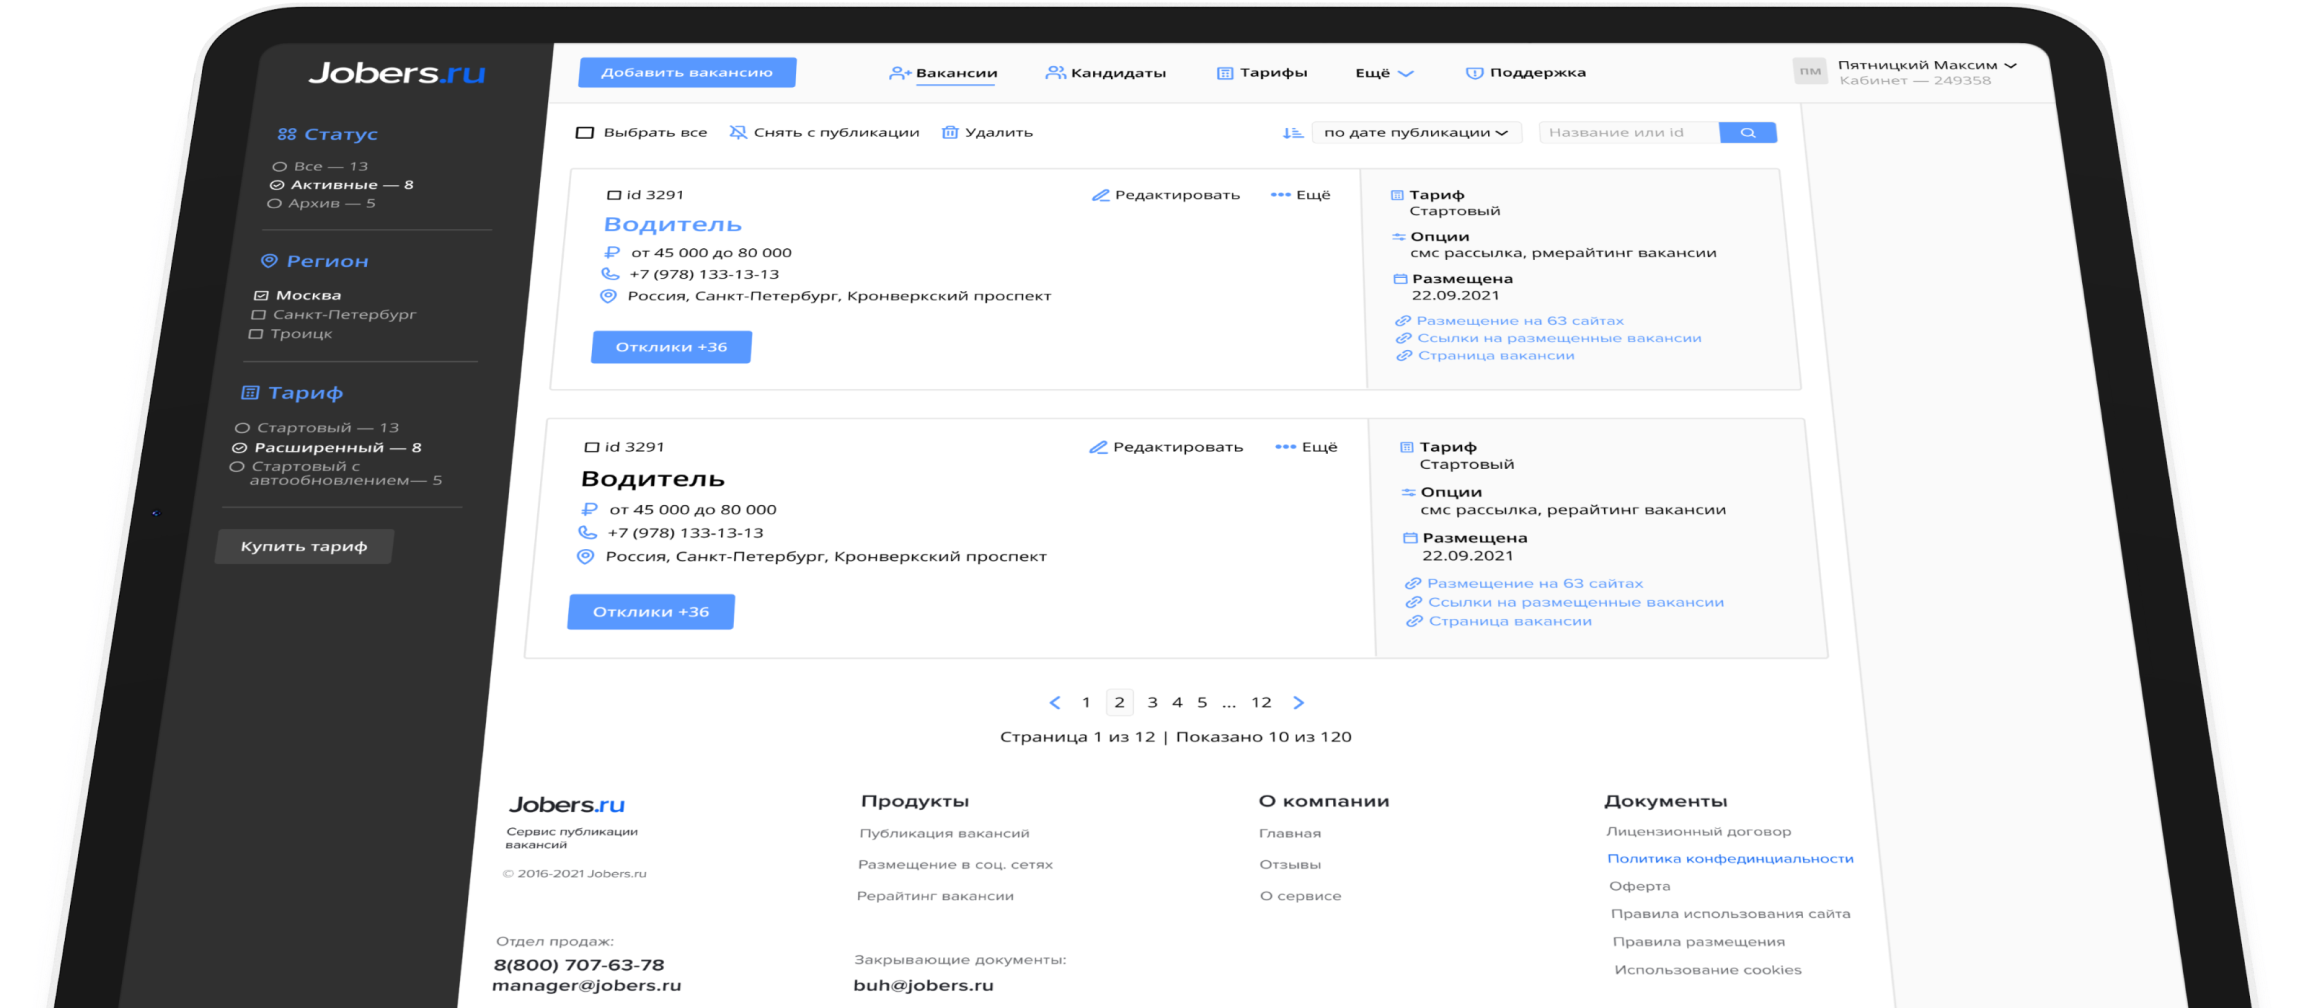 Jobers.ru
Добавить вакансию
Вакансии
Кандидаты
Тарифы
Ещё
Поддержка
ПМ
Пятницкий Максим
Кабинет — 249358
Статус
Все — 13
Активные — 8
Архив — 5
Регион
Москва
Санкт-Петербург
Троицк
Тариф
Стартовый — 13
Расширенный — 8
Стартовый с
автообновлением— 5
Купить тариф
Выбрать все
Снять с публикации
Удалить
по дате публикации
Название или id
id 3291
Редактировать
Ещё
Водитель
от 45 000 до 80 000
+7 (978) 133-13-13
Россия, Санкт-Петербург, Кронверкский проспект
Отклики +36
Тариф
Стартовый
Опции
смс рассылка, рмерайтинг вакансии
Размещена
22.09.2021
Размещение на 63 сайтах
Ссылки на размещенные вакансии
Страница вакансии
id 3291
Редактировать
Ещё
Водитель
от 45 000 до 80 000
+7 (978) 133-13-13
Россия, Санкт-Петербург, Кронверкский проспект
Отклики +36
Тариф
Стартовый
Опции
смс рассылка, рерайтинг вакансии
Размещена
22.09.2021
Размещение на 63 сайтах
Ссылки на размещенные вакансии
Страница вакансии
1 2 3 4 5 ... 12
Страница 1 из 12 | Показано 10 из 120
Jobers.ru
Сервис публикации
вакансий
© 2016-2021 Jobers.ru
Отдел продаж:
8(800) 707-63-78
manager@jobers.ru
Продукты
Публикация вакансий
Размещение в соц. сетях
Рерайтинг вакансии
Закрывающие документы:
buh@jobers.ru
О компании
Главная
Отзывы
О сервисе
Документы
Лицензионный договор
Политика конфединциальности
Оферта
Правила использования сайта
Правила размещения
Использование cookies